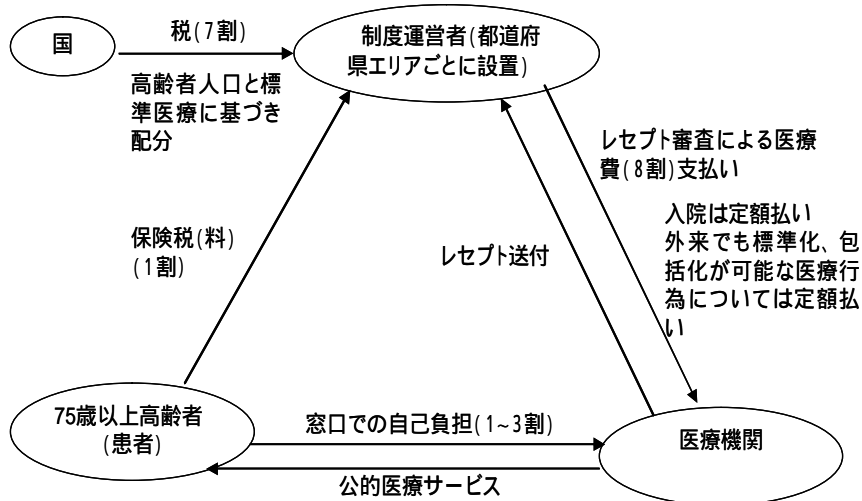 国
税(7割)
高齢者人口と標
準医療に基づき
配分
制度運営者(都道府
県エリアごとに設置)
レセプト審査による医療
費(8割)支払い
入院は定額払い
外来でも標準化、包
括化が可能な医療行
為については定額払
い
保険税(料)
(1割)
レセプト送付
75歳以上高齢者
(患者)
窓口での自己負担(1~3割)
公的医療サービス
医療機関